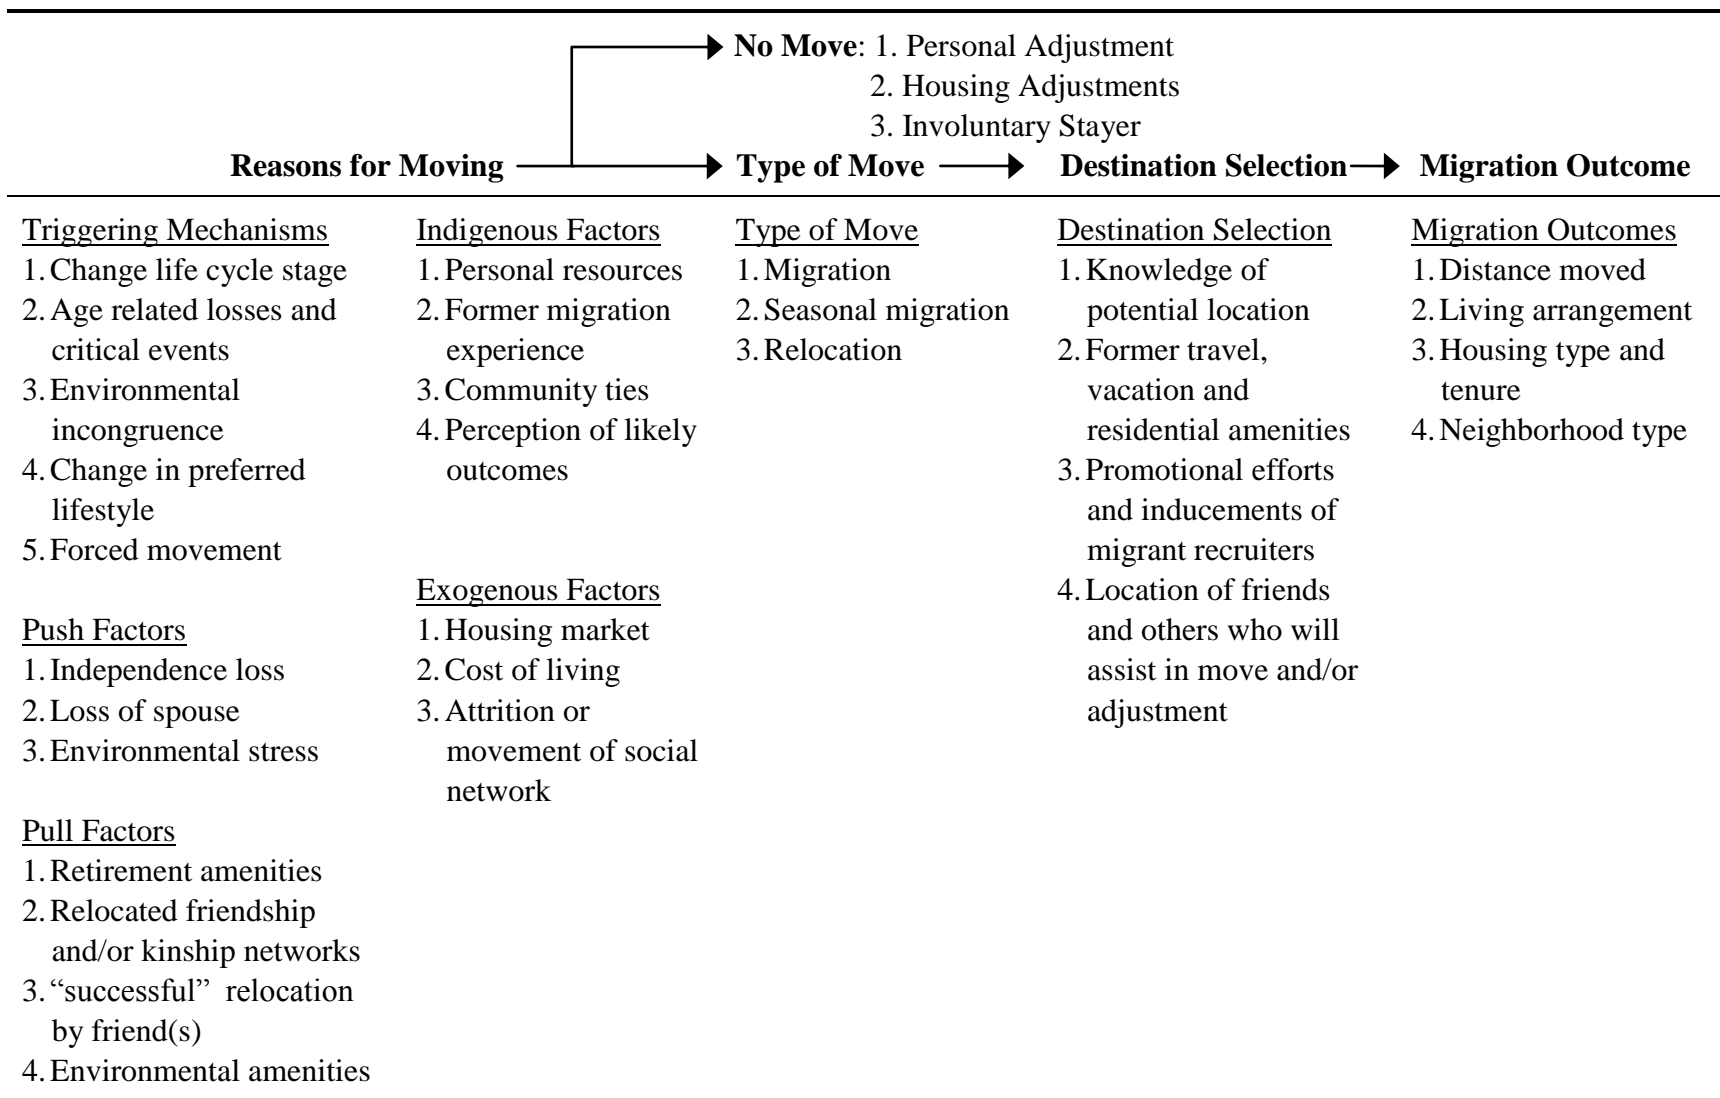 No Move: 1. Personal Adjustment
2. Housing Adjustments
3. Involuntary Stayer
Reasons for Moving
Type of Move
Destination Selection
Migration Outcome
Triggering Mechanisms
1. Change life cycle stage
2. Age related losses and
critical events
3. Environmental
incongruence
4. Change in preferred
lifestyle
5. Forced movement
Push Factors
1. Independence loss
2. Loss of spouse
3. Environmental stress
Pull Factors
1. Retirement amenities
2. Relocated friendship
and/or kinship networks
3. “successful” relocation
by friend(s)
4. Environmental amenities
Indigenous Factors
1. Personal resources
2. Former migration
experience
3. Community ties
4. Perception of likely
outcomes
Exogenous Factors
1. Housing market
2. Cost of living
3. Attrition or
movement of social
network
Type of Move
1. Migration
2. Seasonal migration
3. Relocation
Destination Selection
1. Knowledge of
potential location
2. Former travel,
vacation and
residential amenities
3. Promotional efforts
and inducements of
migrant recruiters
4. Location of friends
and others who will
assist in move and/or
adjustment
Migration Outcomes
1. Distance moved
2. Living arrangement
3. Housing type and
tenure
4. Neighborhood type